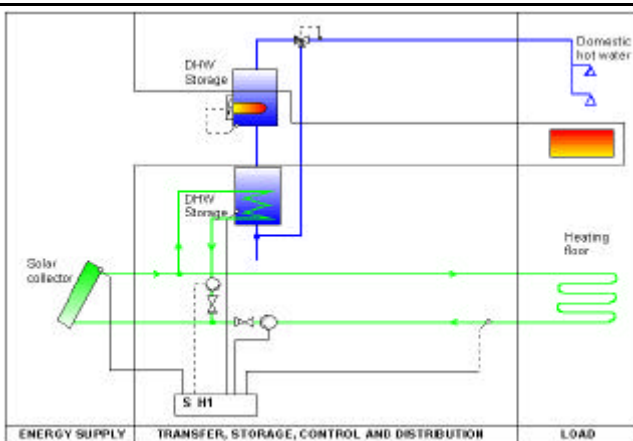 Domestic
hot water
DHW
Storage
DHW
Storage
Heating
floor
Solar
collector
S H1
ENERGY SUPPLY
TRANSFER, STORAGE, CONTROL AND DISTRIBUTION
LOAD